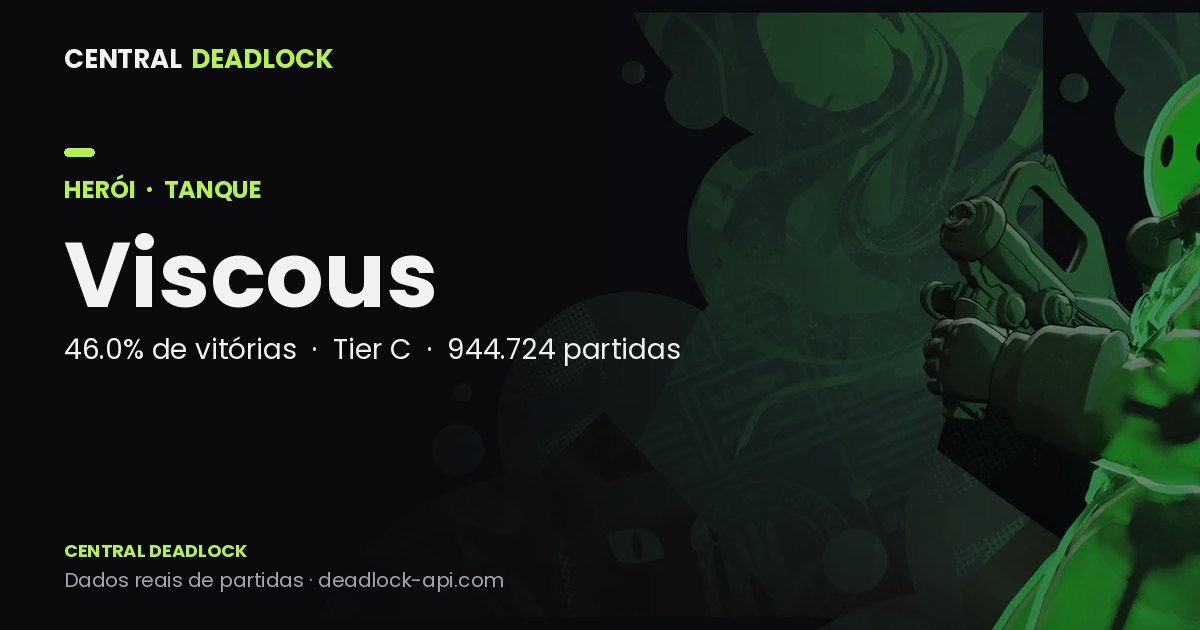 CENTRAL DEADLOCK
HERÓI · TANQUE
Viscous
46.0% de vitórias · Tier C · 944.724 partidas
CENTRAL DEADLOCK
Dados reais de partidas · deadlock-api.com